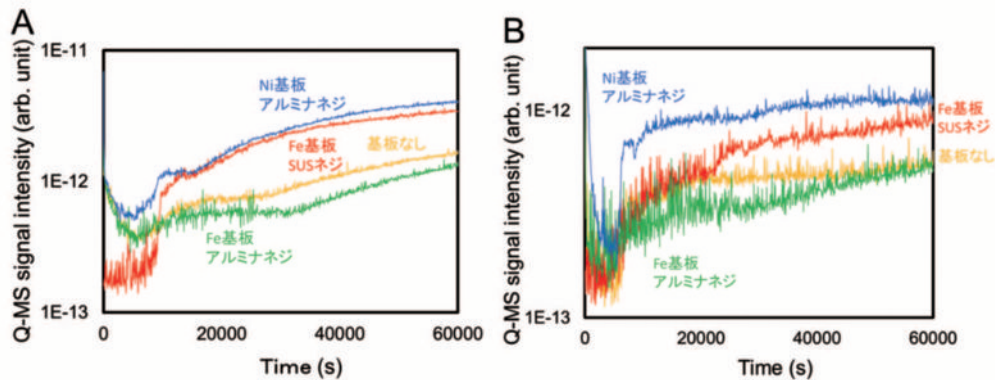 A
Q-MS signal intensity (arb. unit)
1E-11
1E-12
1E-13
Ni基板
アルミナネジ
Fe基板
SUSネジ
基板なし
Fe基板
アルミナネジ
0
20000
40000
60000
Time (s)
B
Q-MS signal intensity (arb. unit)
1E-12
1E-13
Ni基板
アルミナネジ
Fe基板
SUSネジ
基板なし
Fe基板
アルミナネジ
0
20000
40000
60000
Time (s)